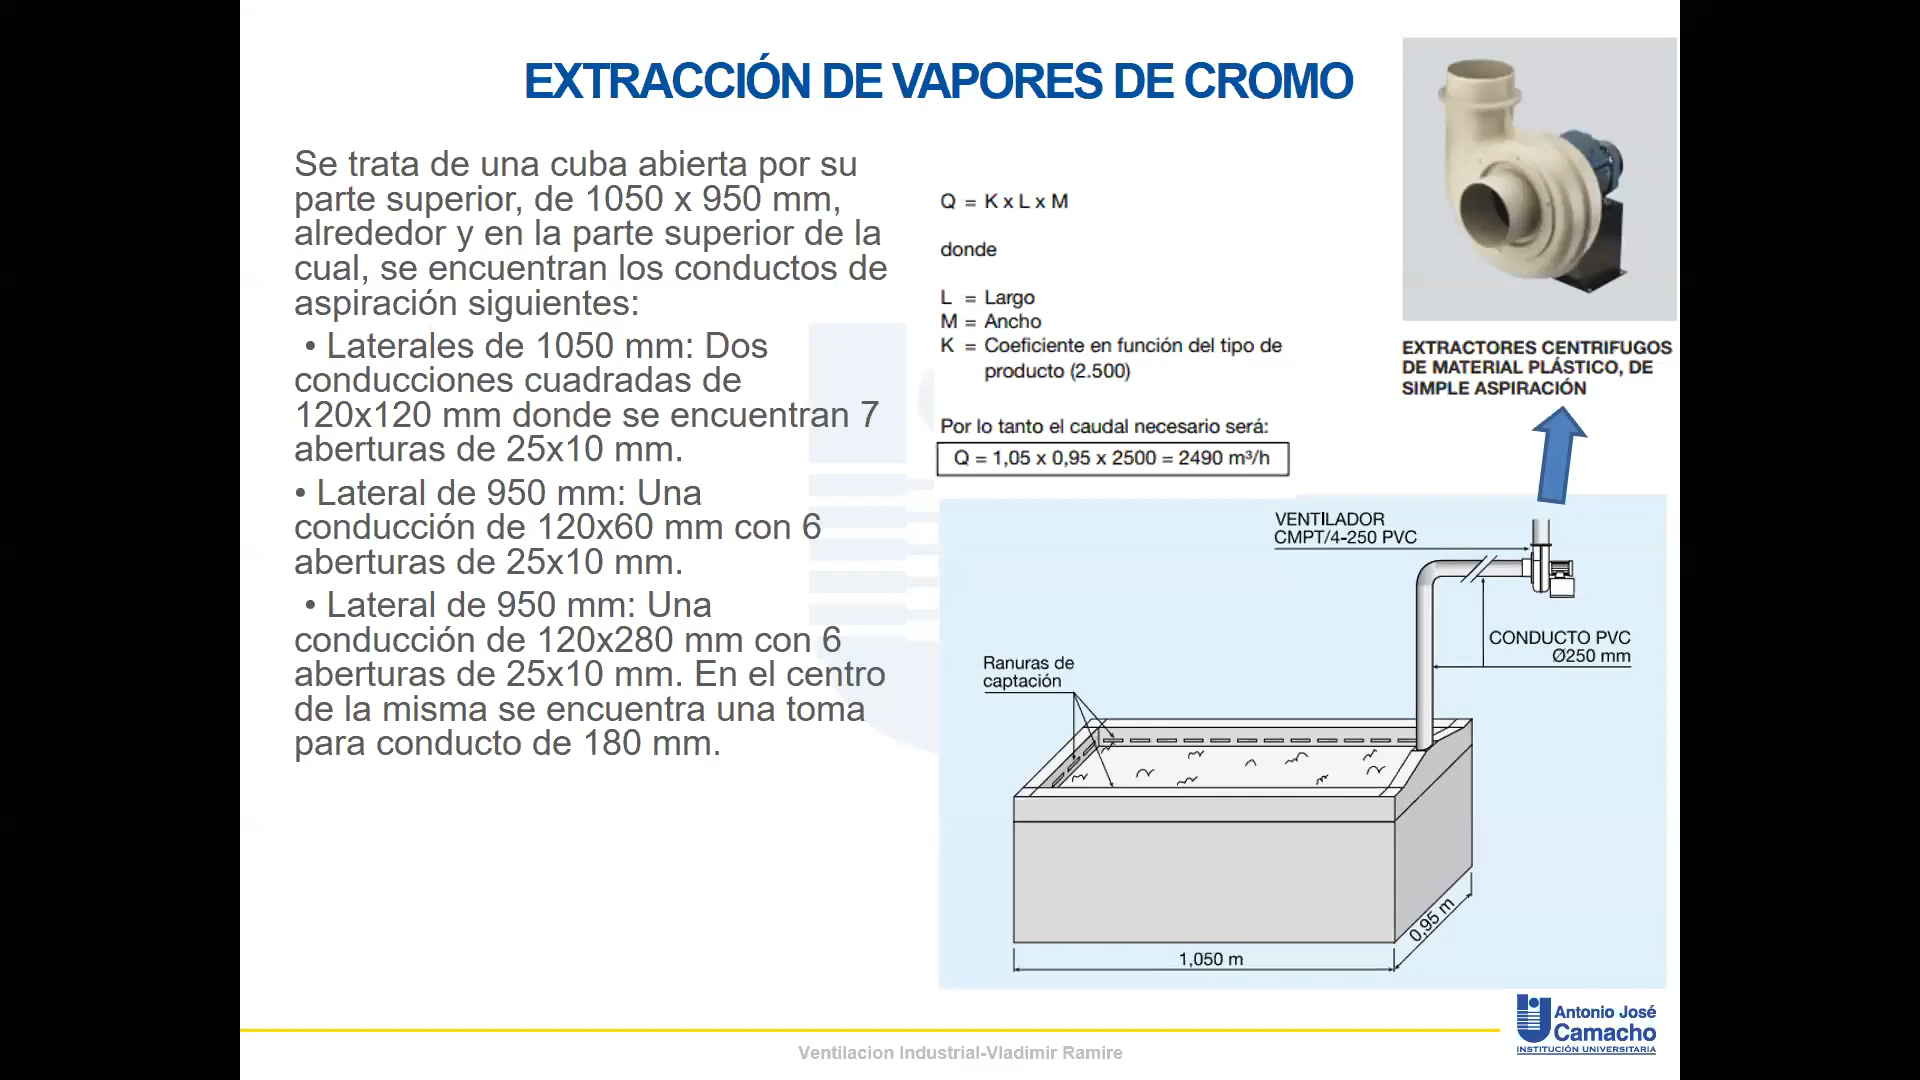 EXTRACCIÓN DE VAPORES DE CROMO
Se trata de una cuba abierta por su
parte superior, de 1050 x 950 mm,
alrededor y en la parte superior de la
cual, se encuentran los conductos de
aspiración siguientes:
• Laterales de 1050 mm: Dos
conducciones cuadradas de
120x120 mm donde se encuentran 7
aberturas de 25x10 mm.
• Lateral de 950 mm: Una
conducción de 120x60 mm con 6
aberturas de 25x10 mm.
• Lateral de 950 mm: Una
conducción de 120x280 mm con 6
aberturas de 25x10 mm. En el centro
de la misma se encuentra una toma
para conducto de 180 mm.
Q = K x L x M
donde
L = Largo
M = Ancho
K = Coeficiente en función del tipo de
producto (2.500)
Por lo tanto el caudal necesario será:
Q = 1,05 x 0,95 x 2500 = 2490 m³/h
EXTRACTORES CENTRIFUGOS
DE MATERIAL PLÁSTICO, DE
SIMPLE ASPIRACIÓN
VENTILADOR
CMPT/4-250 PVC
CONDUCTO PVC
Ø250 mm
Ranuras de
captación
0,95 m
1,050 m
Antonio José
Camacho
INSTITUCIÓN UNIVERSITARIA
Ventilacion Industrial-Vladimir Ramire